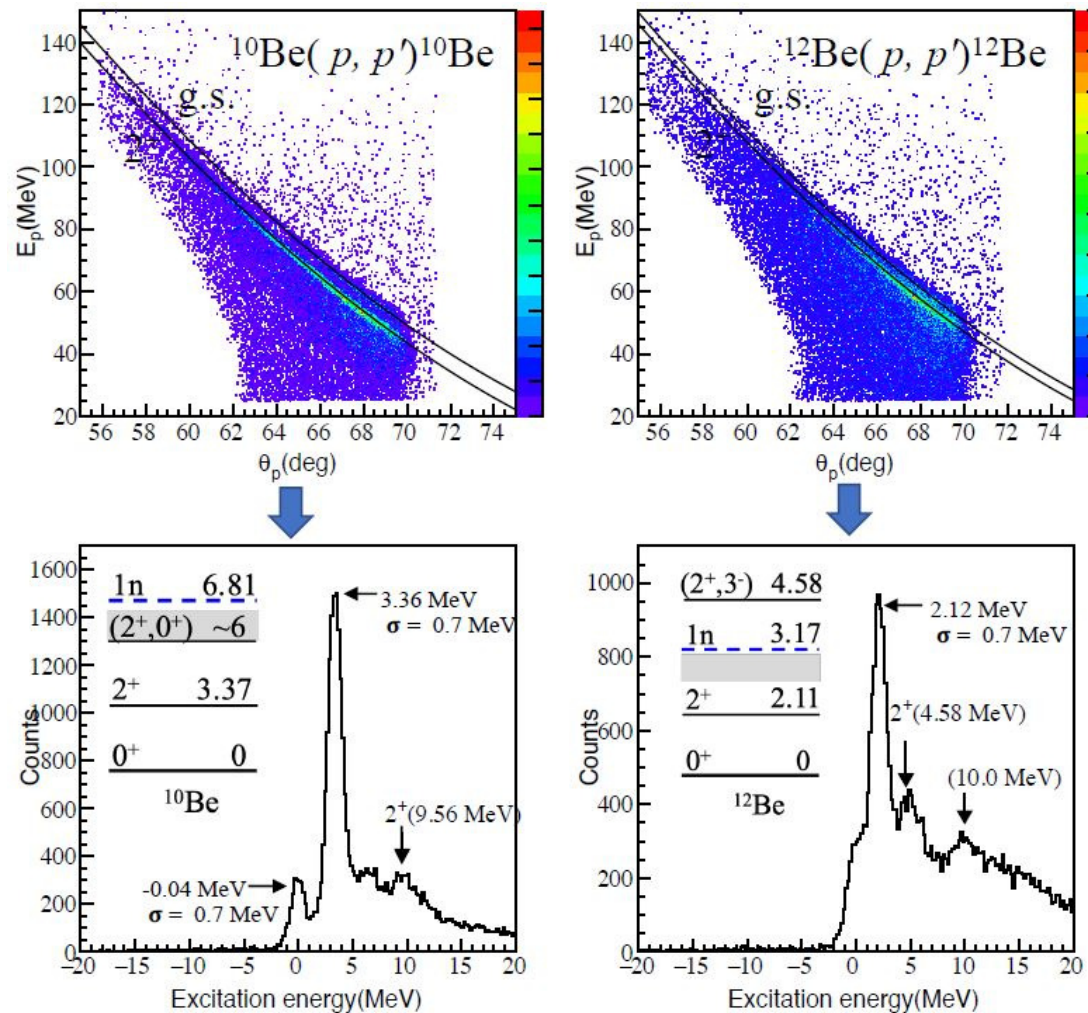 ¹⁰Be( p, p′)¹⁰Be
g.s.
2⁺
E_p(MeV)
140
120
100
80
60
40
20
56 58 60 62 64 66 68 70 72 74
θ_p(deg)
¹²Be( p, p′)¹²Be
g.s.
E_p(MeV)
140
120
100
80
60
40
20
56 58 60 62 64 66 68 70 72 74
θ_p(deg)
1n 6.81
(2⁺,0⁺) ~6
2⁺ 3.37
0⁺ 0
¹⁰Be
3.36 MeV
σ = 0.7 MeV
2⁺(9.56 MeV)
-0.04 MeV
σ = 0.7 MeV
Counts
1600
1400
1200
1000
800
600
400
200
0
−20 −15 −10 −5 0 5 10 15 20
Excitation energy(MeV)
(2⁺,3⁻) 4.58
1n 3.17
2⁺ 2.11
0⁺ 0
¹²Be
2.12 MeV
σ = 0.7 MeV
2⁺(4.58 MeV)
(10.0 MeV)
Counts
1000
800
600
400
200
0
−20 −15 −10 −5 0 5 10 15 20
Excitation energy(MeV)